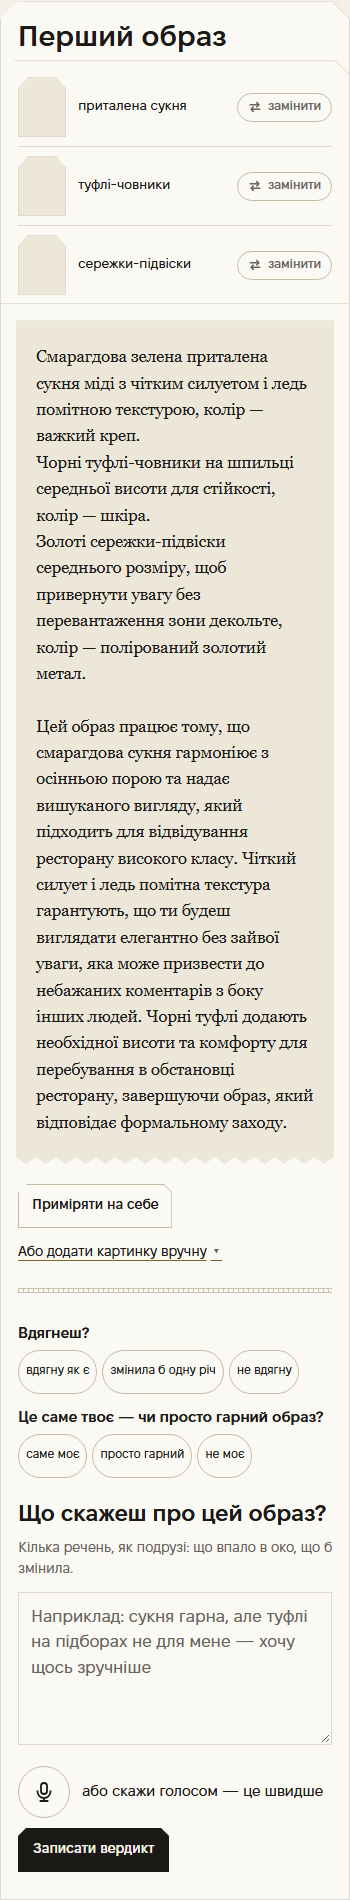 Перший образ
приталена сукня
замінити
туфлі-човники
замінити
сережки-підвіски
замінити
Смарагдова зелена приталена
сукня міді з чітким силуетом і ледь
помітною текстурою, колір —
важкий креп.
Чорні туфлі-човники на шпильці
середньої висоти для стійкості,
колір — шкіра.
Золоті сережки-підвіски
середнього розміру, щоб
привернути увагу без
перевантаження зони декольте,
колір — полірований золотий
метал.
Цей образ працює тому, що
смарагдова сукня гармоніює з
осінньою порою та надає
вишуканого вигляду, який
підходить для відвідування
ресторану високого класу. Чіткий
силует і ледь помітна текстура
гарантують, що ти будеш
виглядати елегантно без зайвої
уваги, яка може призвести до
небажаних коментарів з боку
інших людей. Чорні туфлі додають
необхідної висоти та комфорту для
перебування в обстановці
ресторану, завершуючи образ, який
відповідає формальному заходу.
Приміряти на себе
Або додати картинку вручну
Вдягнеш?
вдягну як є
змінила б одну річ
не вдягну
Це саме твоє — чи просто гарний образ?
саме моє
просто гарний
не моє
Що скажеш про цей образ?
Кілька речень, як подрузі: що впало в око, що б
змінила.
Наприклад: сукня гарна, але туфлі
на підборах не для мене — хочу
щось зручніше
або скажи голосом — це швидше
Записати вердикт